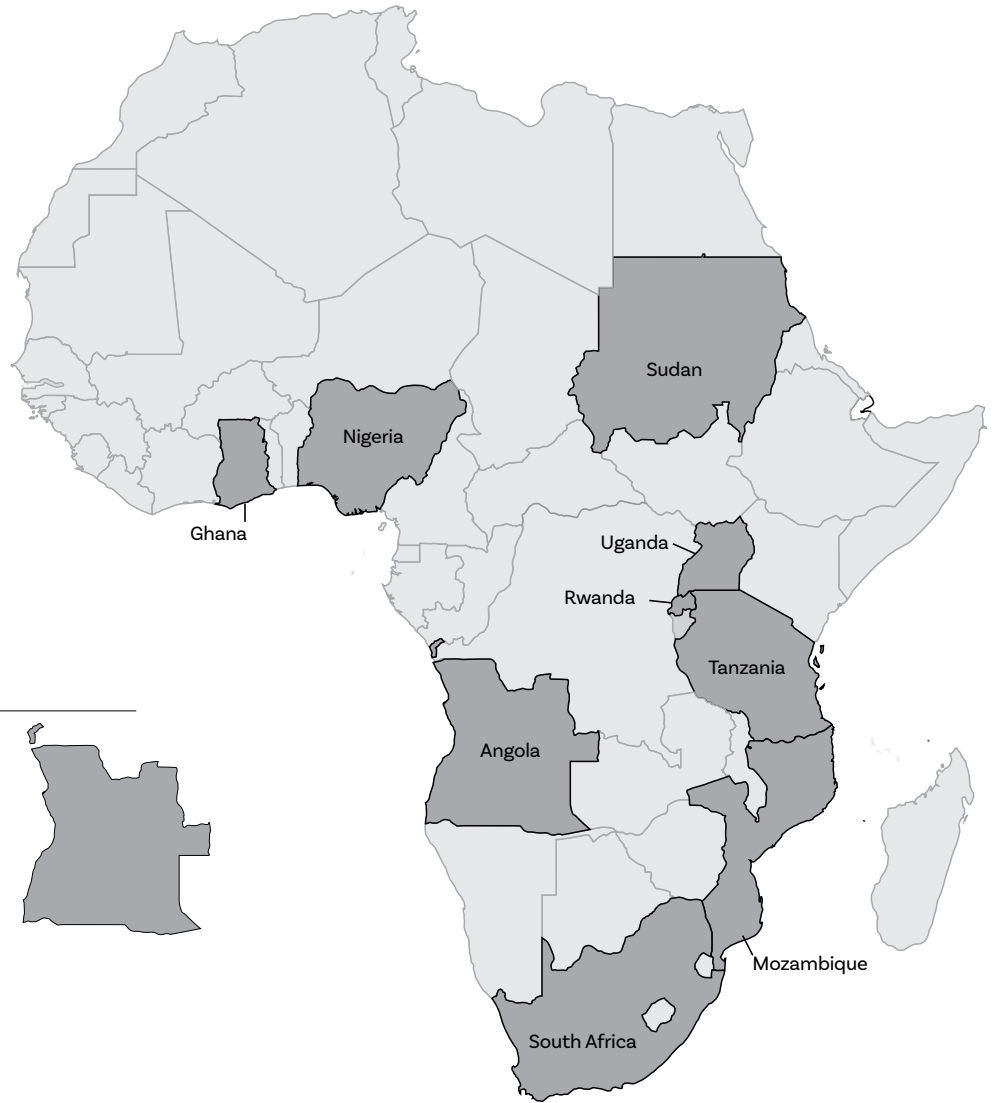 Sudan
Nigeria
Ghana
Uganda
Rwanda
Tanzania
Angola
Mozambique
South Africa